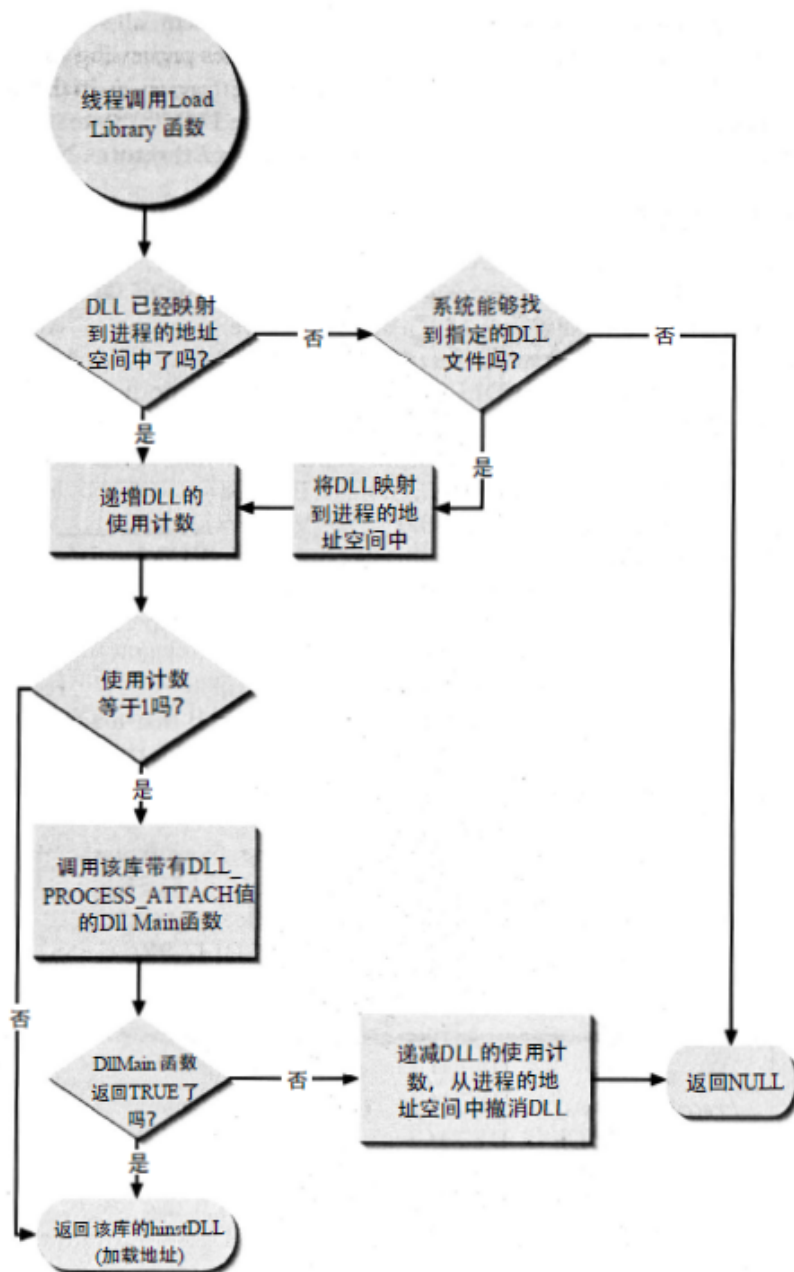 线程调用Load
Library 函数
DLL 已经映射
到进程的地址
空间中了吗?
否
系统能够找
到指定的DLL
文件吗?
否
是
是
递增DLL的
使用计数
将DLL映射
到进程的地
址空间中
使用计数
等于1吗?
是
调用该库带有DLL_
PROCESS_ATTACH值
的Dll Main函数
否
DllMain 函数
返回TRUE了
吗?
否
递减DLL的使用计
数，从进程的地
址空间中撤消DLL
返回NULL
是
返回该库的hinstDLL
(加载地址)